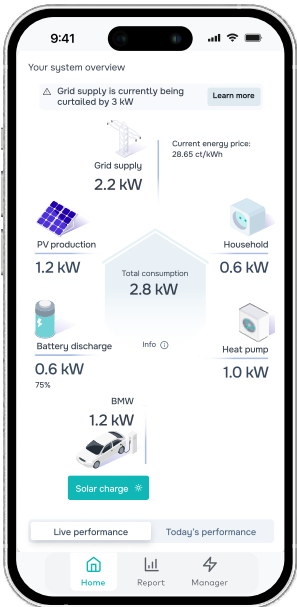 9:41
Your system overview
Grid supply is currently being
curtailed by 3 kW
Learn more
Current energy price:
28.65 ct/kWh
Grid supply
2.2 kW
PV production
1.2 kW
Household
0.6 kW
Total consumption
2.8 kW
Battery discharge
0.6 kW
75%
Info
Heat pump
1.0 kW
BMW
1.2 kW
Solar charge
Live performance
Today's performance
Home
Report
Manager